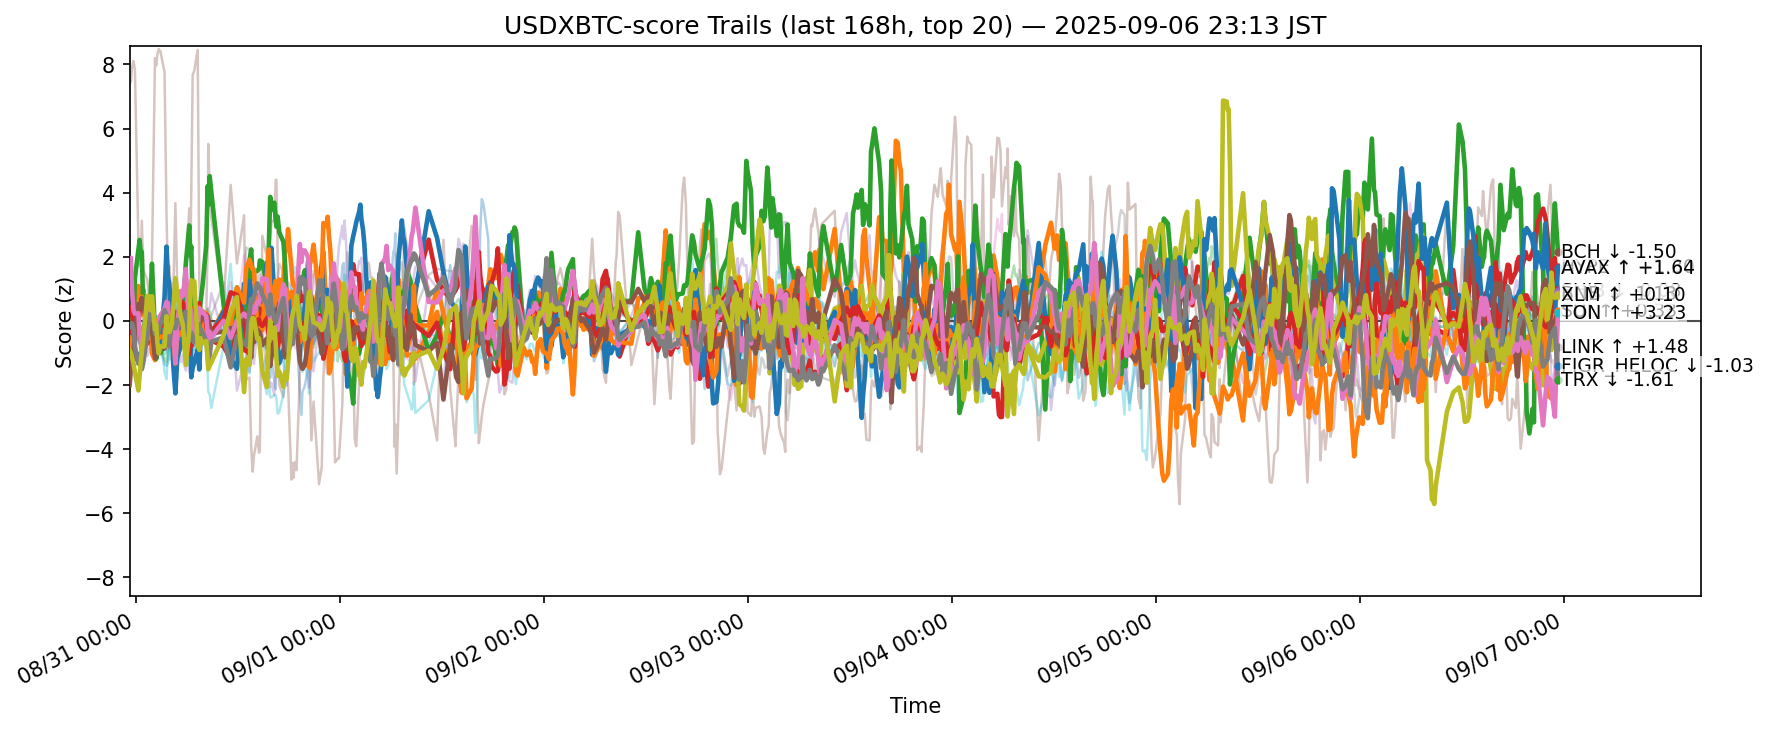 USDXBTC-score Trails (last 168h, top 20) — 2025-09-06 23:13 JST
Score (z)
8
6
4
2
0
−2
−4
−6
−8
BCH ↓ -1.50
AVAX ↑ +1.64
XLM ↑ +0.10
TON ↑ +3.23
LINK ↑ +1.48
FIGR_HELOC ↓ -1.03
TRX ↓ -1.61
08/31 00:00
09/01 00:00
09/02 00:00
09/03 00:00
09/04 00:00
09/05 00:00
09/06 00:00
09/07 00:00
Time